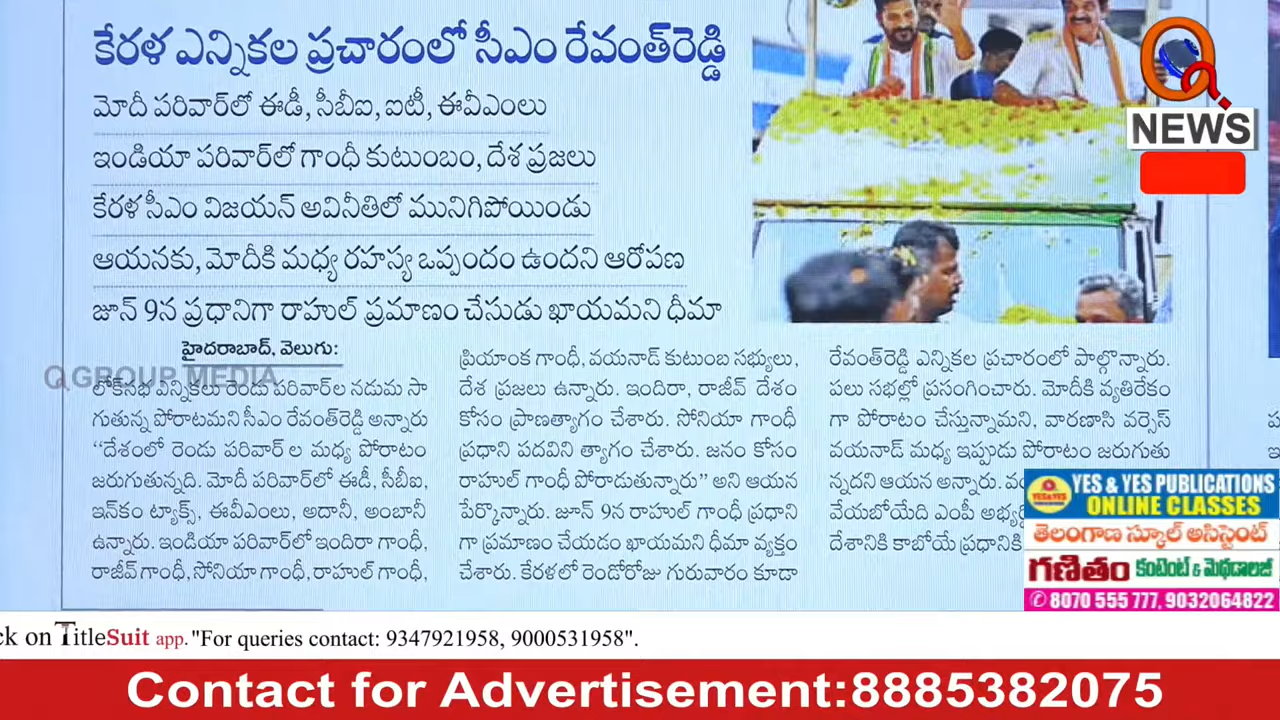 కేరళ ఎన్నికల ప్రచారంలో సీఎం రేవంత్‌రెడ్డి
మోదీ పరివార్‌లో ఈడీ, సీబీఐ, ఐటీ, ఈవీఎంలు
ఇండియా పరివార్‌లో గాంధీ కుటుంబం, దేశ ప్రజలు
కేరళ సీఎం విజయన్ అవినీతిలో మునిగిపోయిండు
ఆయనకు, మోదీకి మధ్య రహస్య ఒప్పందం ఉందని ఆరోపణ
జూన్ 9న ప్రధానిగా రాహుల్ ప్రమాణం చేసుడు ఖాయమని ధీమా
హైదరాబాద్, వెలుగు:
లోక్‌సభ ఎన్నికలు రెండు పరివార్‌ల నడుమ సా
గుతున్న పోరాటమని సీఎం రేవంత్‌రెడ్డి అన్నారు
‘‘దేశంలో రెండు పరివార్ ల మధ్య పోరాటం
జరుగుతున్నది. మోదీ పరివార్‌లో ఈడీ, సీబీఐ,
ఇన్‌కం ట్యాక్స్, ఈవీఎంలు, అదానీ, అంబానీ
ఉన్నారు. ఇండియా పరివార్‌లో ఇందిరా గాంధీ,
రాజీవ్ గాంధీ, సోనియా గాంధీ, రాహుల్ గాంధీ,
ప్రియాంక గాంధీ, వయనాడ్ కుటుంబ సభ్యులు,
దేశ ప్రజలు ఉన్నారు. ఇందిరా, రాజీవ్ దేశం
కోసం ప్రాణత్యాగం చేశారు. సోనియా గాంధీ
ప్రధాని పదవిని త్యాగం చేశారు. జనం కోసం
రాహుల్ గాంధీ పోరాడుతున్నారు” అని ఆయన
పేర్కొన్నారు. జూన్ 9న రాహుల్ గాంధీ ప్రధాని
గా ప్రమాణం చేయడం ఖాయమని ధీమా వ్యక్తం
చేశారు. కేరళలో రెండోరోజు గురువారం కూడా
రేవంత్‌రెడ్డి ఎన్నికల ప్రచారంలో పాల్గొన్నారు.
పలు సభల్లో ప్రసంగించారు. మోదీకి వ్యతిరేకం
గా పోరాటం చేస్తున్నామని, వారణాసి వర్సెస్
వయనాడ్ మధ్య ఇప్పుడు పోరాటం జరుగుతు
న్నదని ఆయన అన్నారు.
వేయబోయేది ఎంపీ
దేశానికి కాబోయే ప్రధానికి
Q GROUP MEDIA
Q
NEWS
YES & YES PUBLICATIONS
ONLINE CLASSES
తెలంగాణ స్కూల్ అసిస్టెంట్
గణితం కంటెంట్ & మెథడాలజీ
8070 555 777, 9032064822
ck on TitleSuit app. "For queries contact: 9347921958, 9000531958".
Contact for Advertisement:8885382075